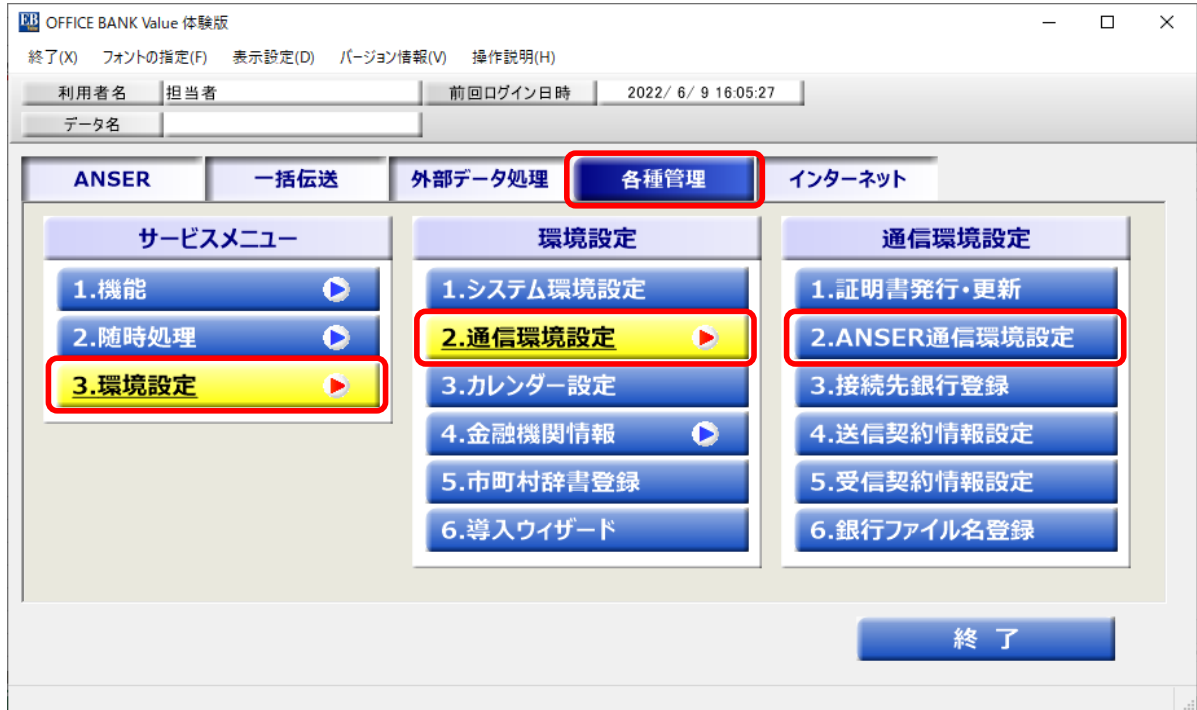 EB OFFICE BANK Value 体験版
終了(X) フォントの指定(F) 表示設定(D) バージョン情報(V) 操作説明(H)
利用者名 担当者 前回ログイン日時 2022/ 6/ 9 16:05:27
データ名
ANSER 一括伝送 外部データ処理 各種管理 インターネット
サービスメニュー
1.機能
2.随時処理
3.環境設定
環境設定
1.システム環境設定
2.通信環境設定
3.カレンダー設定
4.金融機関情報
5.市町村辞書登録
6.導入ウィザード
通信環境設定
1.証明書発行・更新
2.ANSER通信環境設定
3.接続先銀行登録
4.送信契約情報設定
5.受信契約情報設定
6.銀行ファイル名登録
終 了